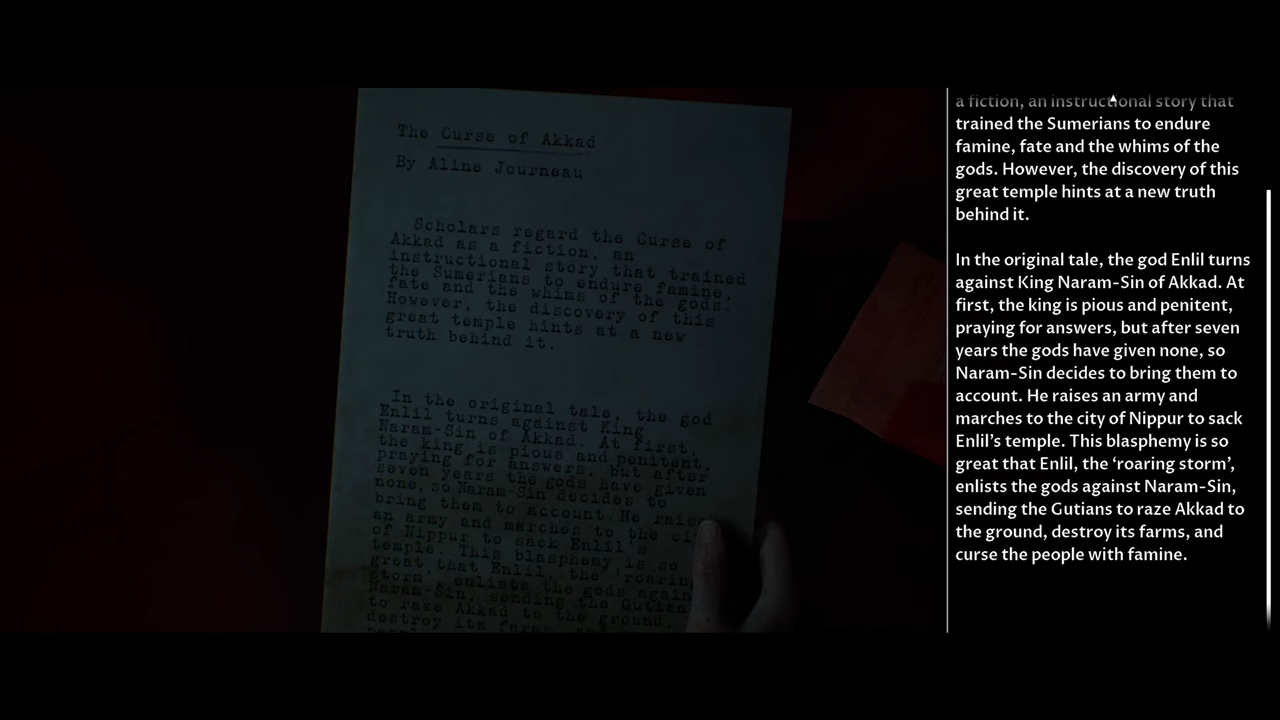 The Curse of Akkad
By Aline Journeau
Scholars regard the Curse of
Akkad as a fiction, an
instructional story that trained
the Sumerians to endure famine,
fate and the whims of the gods.
However, the discovery of this
great temple hints at a new
truth behind it.
In the original tale, the god
Enlil turns against King
Naram-Sin of Akkad. At first,
the king is pious and penitent,
praying for answers, but after
seven years the gods have given
none, so Naram-Sin decides to
bring them to account. He raise
an army and marches to the ci
of Nippur to sack Enlil's
temple. This blasphemy is so
great that Enlil, the 'roaring
storm', enlists the gods again
Naram-Sin, sending the Gutian
to raze Akkad to the ground,
destroy its farms, and
a fiction, an instructional story that
trained the Sumerians to endure
famine, fate and the whims of the
gods. However, the discovery of this
great temple hints at a new truth
behind it.
In the original tale, the god Enlil turns
against King Naram-Sin of Akkad. At
first, the king is pious and penitent,
praying for answers, but after seven
years the gods have given none, so
Naram-Sin decides to bring them to
account. He raises an army and
marches to the city of Nippur to sack
Enlil’s temple. This blasphemy is so
great that Enlil, the ‘roaring storm’,
enlists the gods against Naram-Sin,
sending the Gutians to raze Akkad to
the ground, destroy its farms, and
curse the people with famine.